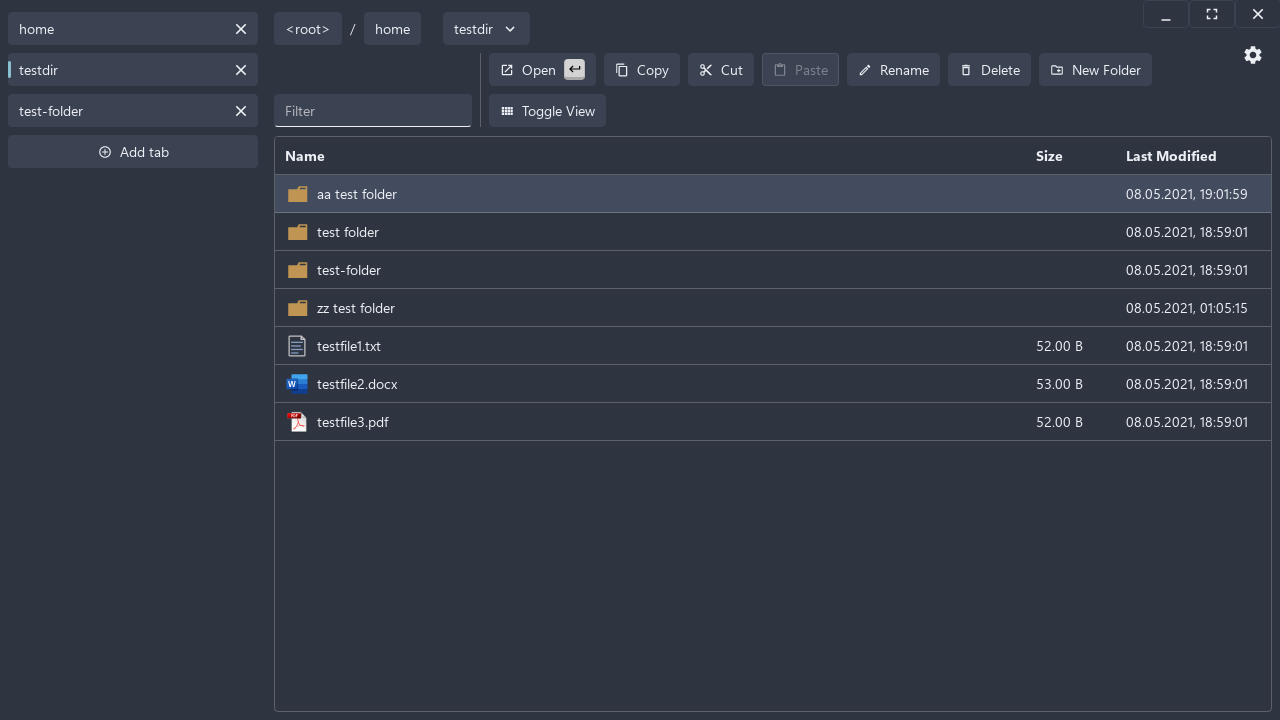 home
testdir
test-folder
Add tab
<root> / home testdir
Open Copy Cut Paste Rename Delete New Folder
Filter Toggle View
Name Size Last Modified
aa test folder 08.05.2021, 19:01:59
test folder 08.05.2021, 18:59:01
test-folder 08.05.2021, 18:59:01
zz test folder 08.05.2021, 01:05:15
testfile1.txt 52.00 B 08.05.2021, 18:59:01
testfile2.docx 53.00 B 08.05.2021, 18:59:01
testfile3.pdf 52.00 B 08.05.2021, 18:59:01